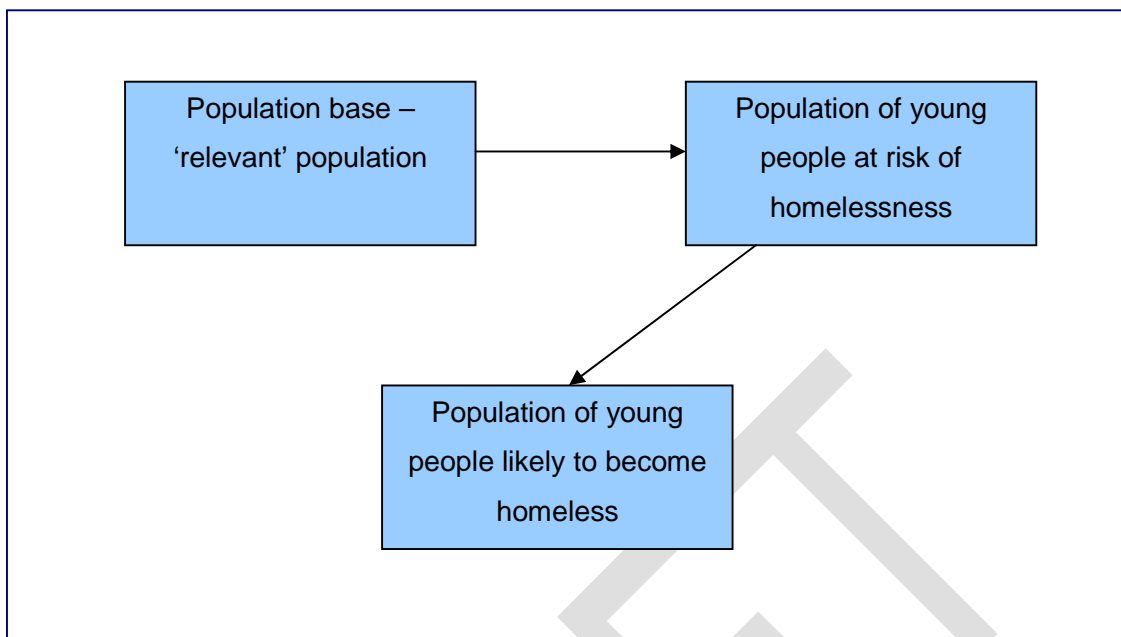 Population base –
‘relevant’ population
Population of young
people at risk of
homelessness
Population of young
people likely to become
homeless